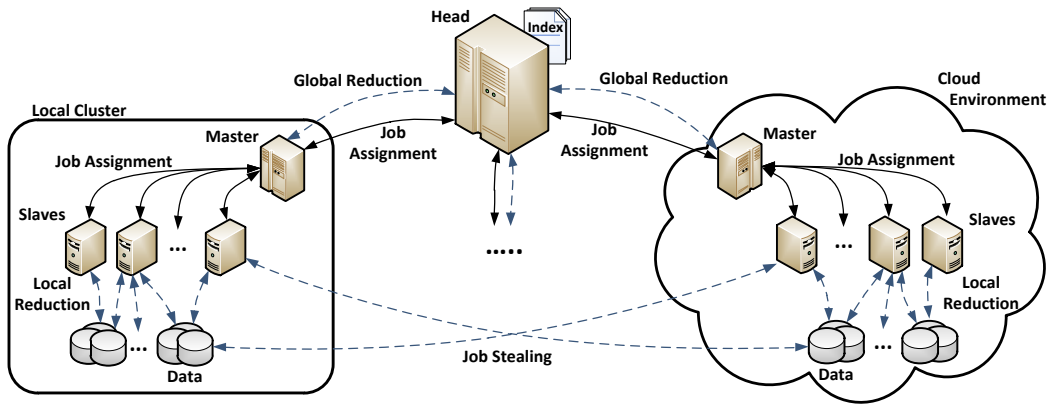 Head
Index
Global Reduction
Global Reduction
Cloud
Environment
Local Cluster
Master
Job
Assignment
Job
Assignment
Master
Job Assignment
Job Assignment
Slaves
...
...
Slaves
......
Local
Reduction
Local
Reduction
...
...
Job Stealing
Data
Data